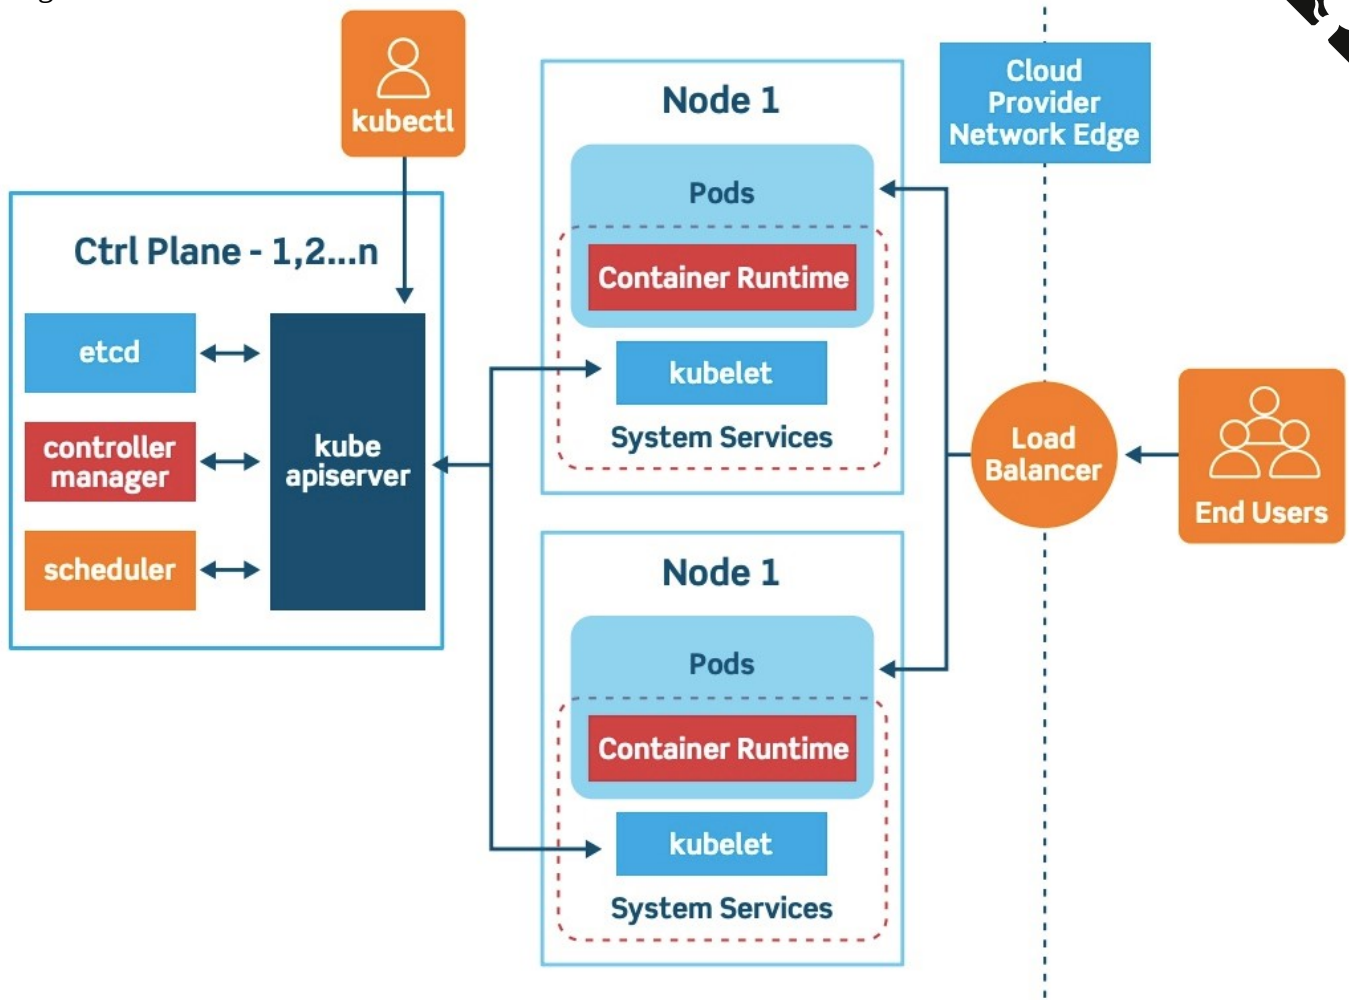 kubectl
Ctrl Plane - 1,2...n
etcd
controller
manager
scheduler
kube
apiserver
Node 1
Pods
Container Runtime
kubelet
System Services
Node 1
Pods
Container Runtime
kubelet
System Services
Cloud
Provider
Network Edge
Load
Balancer
End Users